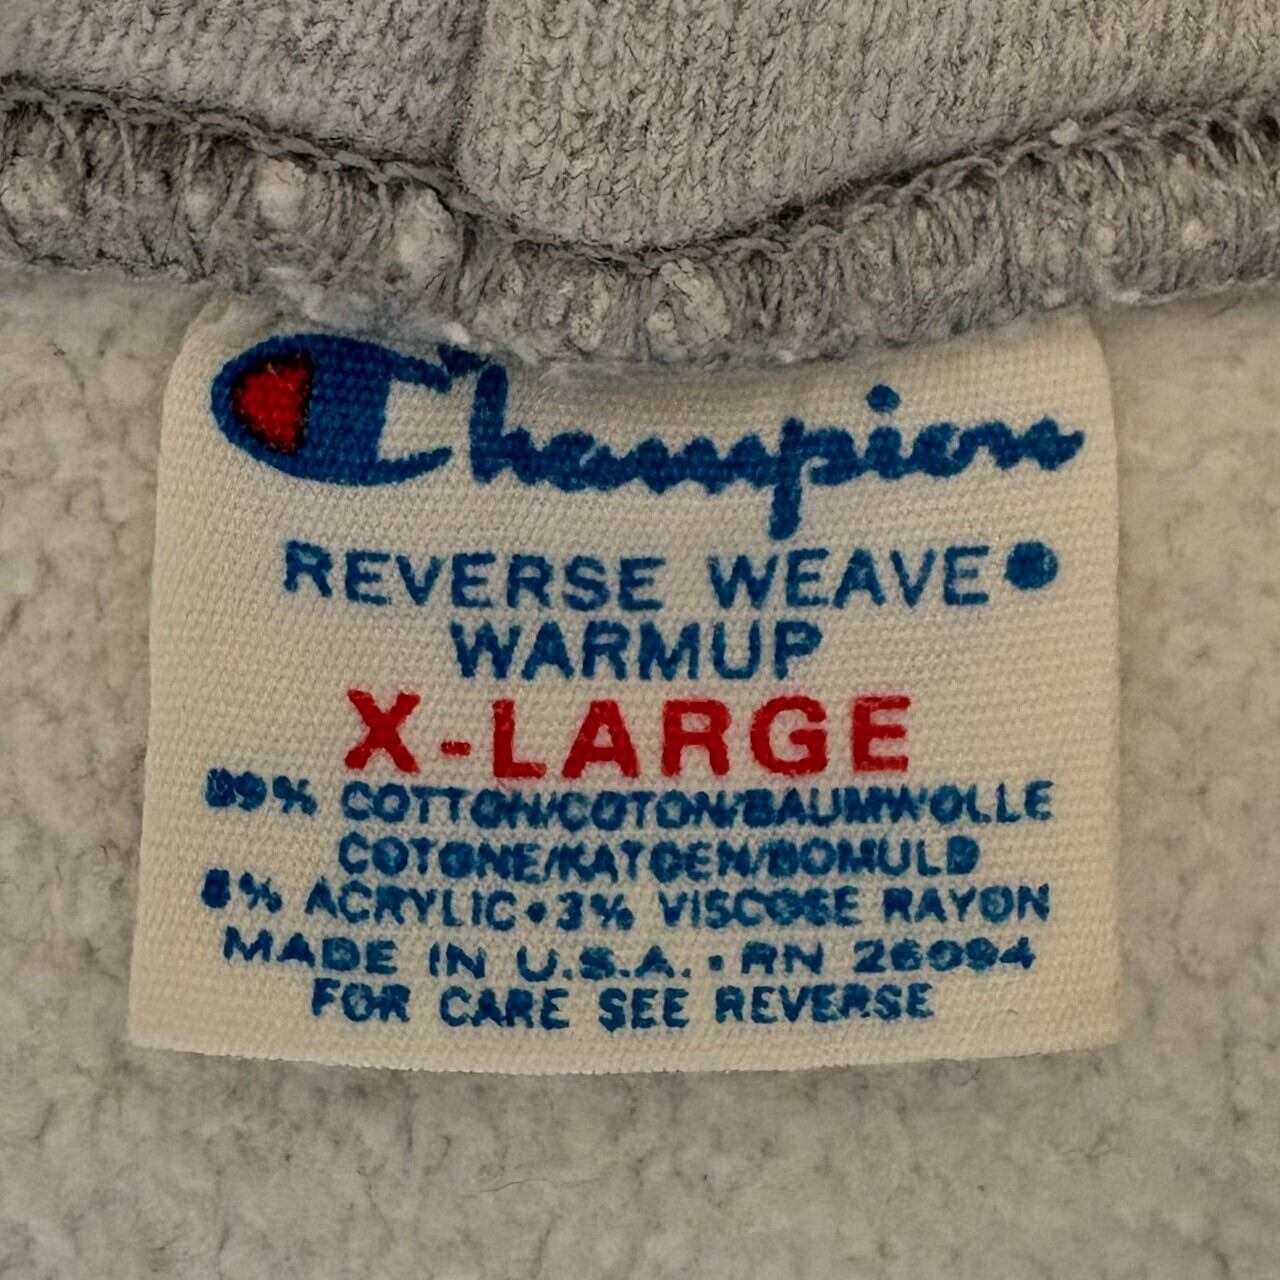 Champion
REVERSE WEAVE●
WARMUP
X-LARGE
89% COTTON/COTON/BAUMWOLLE
COTONE/KATOEN/BOMULD
8% ACRYLIC•3% VISCOSE RAYON
MADE IN U.S.A.•RN 26094
FOR CARE SEE REVERSE